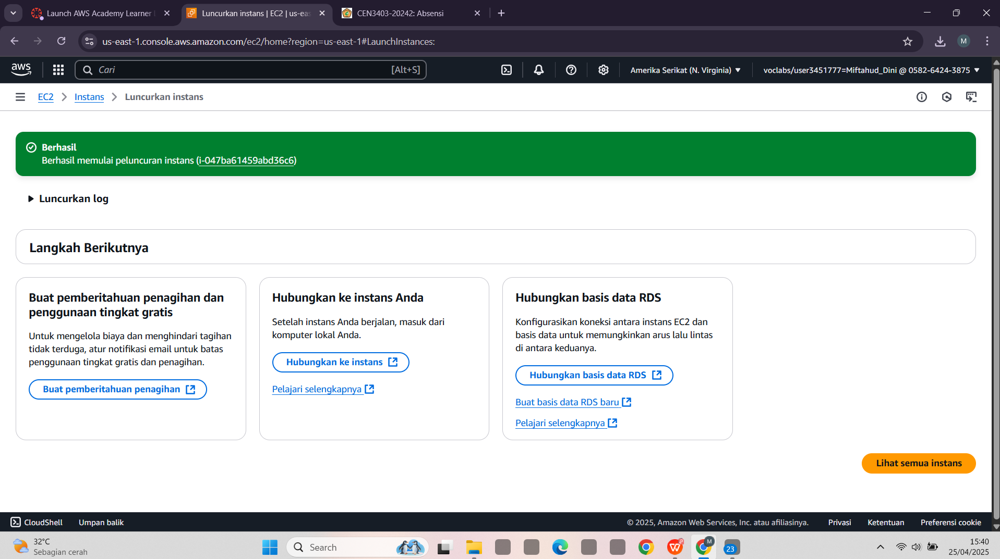 Launch AWS Academy Learner L
Luncurkan instans | EC2 | us-eas
CEN3403-20242: Absensi
us-east-1.console.aws.amazon.com/ec2/home?region=us-east-1#LaunchInstances:
M
aws
Cari
[Alt+S]
Amerika Serikat (N. Virginia)
voclabs/user3451777=Miftahud_Dini @ 0582-6424-3875
EC2
Instans
Luncurkan instans
Berhasil
Berhasil memulai peluncuran instans (i-047ba61459abd36c6)
Luncurkan log
Langkah Berikutnya
Buat pemberitahuan penagihan dan
penggunaan tingkat gratis
Untuk mengelola biaya dan menghindari tagihan
tidak terduga, atur notifikasi email untuk batas
penggunaan tingkat gratis dan penagihan.
Buat pemberitahuan penagihan
Hubungkan ke instans Anda
Setelah instans Anda berjalan, masuk dari
komputer lokal Anda.
Hubungkan ke instans
Pelajari selengkapnya
Hubungkan basis data RDS
Konfigurasikan koneksi antara instans EC2 dan
basis data untuk memungkinkan arus lalu lintas
di antara keduanya.
Hubungkan basis data RDS
Buat basis data RDS baru
Pelajari selengkapnya
Lihat semua instans
CloudShell
Umpan balik
© 2025, Amazon Web Services, Inc. atau afiliasinya.
Privasi
Ketentuan
Preferensi cookie
32°C
Sebagian cerah
Search
W
M
23
15:40
25/04/2025